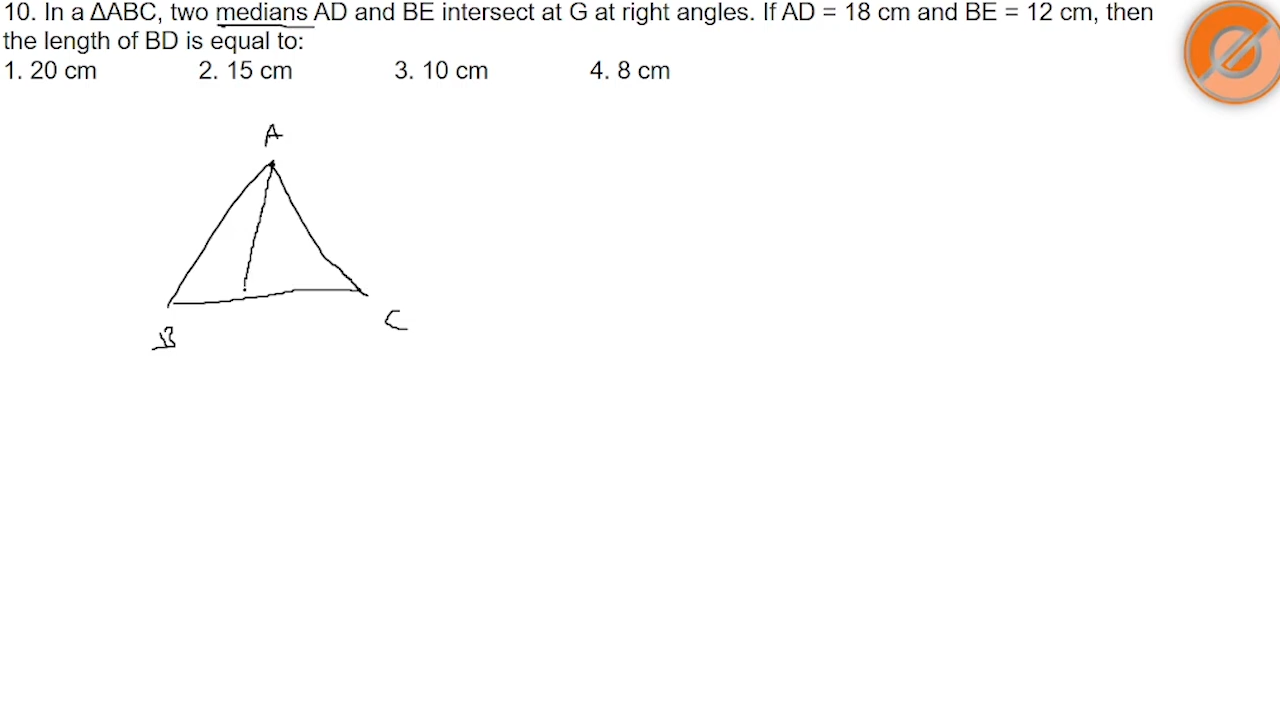 10. In a ΔABC, two medians AD and BE intersect at G at right angles. If AD = 18 cm and BE = 12 cm, then
the length of BD is equal to:
1. 20 cm 2. 15 cm 3. 10 cm 4. 8 cm
A
B
C